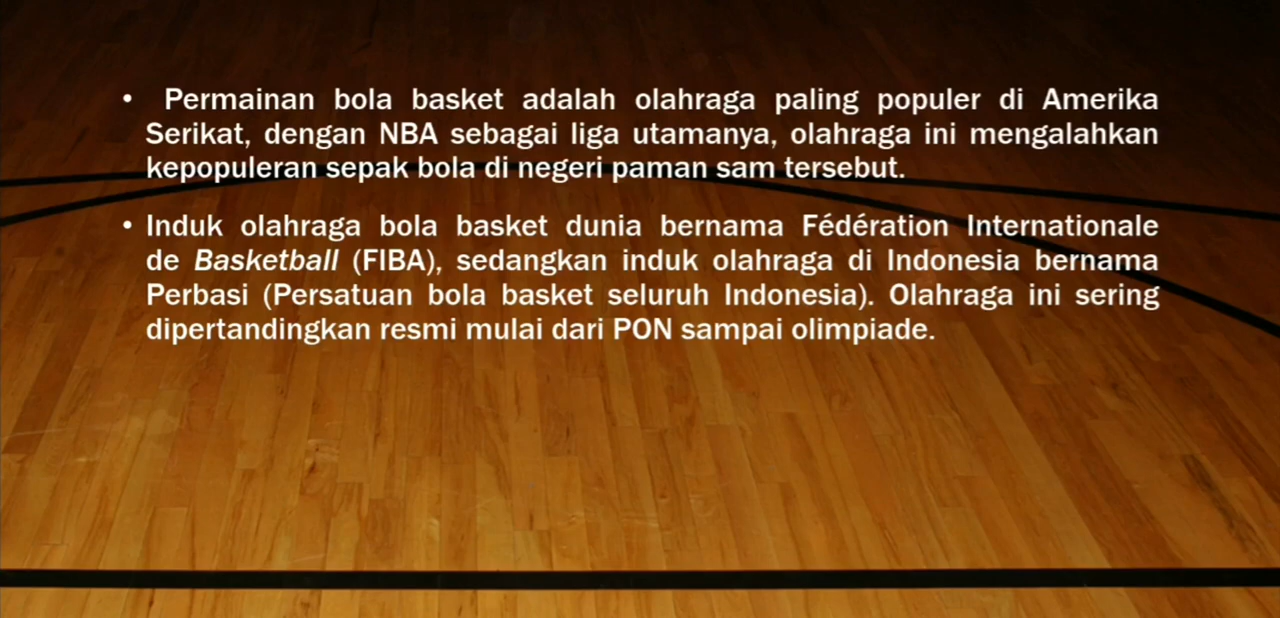 • Permainan bola basket adalah olahraga paling populer di Amerika
Serikat, dengan NBA sebagai liga utamanya, olahraga ini mengalahkan
kepopuleran sepak bola di negeri paman sam tersebut.
• Induk olahraga bola basket dunia bernama Fédération Internationale
de Basketball (FIBA), sedangkan induk olahraga di Indonesia bernama
Perbasi (Persatuan bola basket seluruh Indonesia). Olahraga ini sering
dipertandingkan resmi mulai dari PON sampai olimpiade.